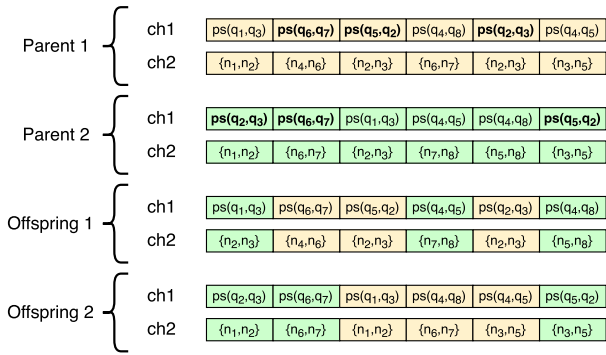 Parent 1
ch1 ps(q₁,q₃) ps(q₆,q₇) ps(q₅,q₂) ps(q₄,q₈) ps(q₂,q₃) ps(q₄,q₅)
ch2 {n₁,n₂} {n₄,n₆} {n₂,n₃} {n₆,n₇} {n₂,n₃} {n₃,n₅}
Parent 2
ch1 ps(q₂,q₃) ps(q₆,q₇) ps(q₁,q₃) ps(q₄,q₅) ps(q₄,q₈) ps(q₅,q₂)
ch2 {n₁,n₂} {n₆,n₇} {n₂,n₃} {n₇,n₈} {n₅,n₈} {n₃,n₅}
Offspring 1
ch1 ps(q₁,q₃) ps(q₆,q₇) ps(q₅,q₂) ps(q₄,q₅) ps(q₂,q₃) ps(q₄,q₈)
ch2 {n₂,n₃} {n₄,n₆} {n₂,n₃} {n₇,n₈} {n₂,n₃} {n₅,n₈}
Offspring 2
ch1 ps(q₂,q₃) ps(q₆,q₇) ps(q₁,q₃) ps(q₄,q₈) ps(q₄,q₅) ps(q₅,q₂)
ch2 {n₁,n₂} {n₆,n₇} {n₁,n₂} {n₆,n₇} {n₃,n₅} {n₃,n₅}